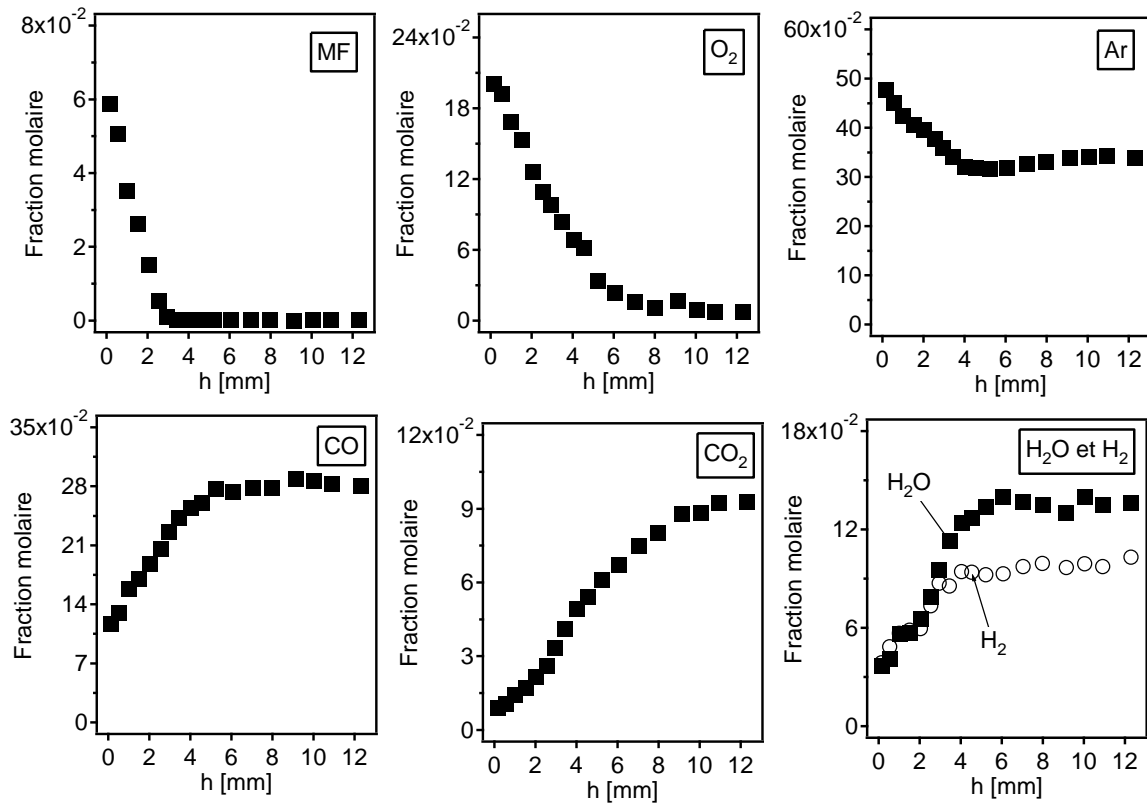 8x10-2
6
4
2
0
Fraction molaire
MF
0 2 4 6 8 10 12
h [mm]
24x10-2
18
12
6
0
Fraction molaire
O2
0 2 4 6 8 10 12
h [mm]
60x10-2
50
40
30
20
10
0
Fraction molaire
Ar
0 2 4 6 8 10 12
h [mm]
35x10-2
28
21
14
7
0
Fraction molaire
CO
0 2 4 6 8 10 12
h [mm]
12x10-2
9
6
3
0
Fraction molaire
CO2
0 2 4 6 8 10 12
h [mm]
18x10-2
12
6
0
Fraction molaire
H2O et H2
H2O
H2
0 2 4 6 8 10 12
h [mm]